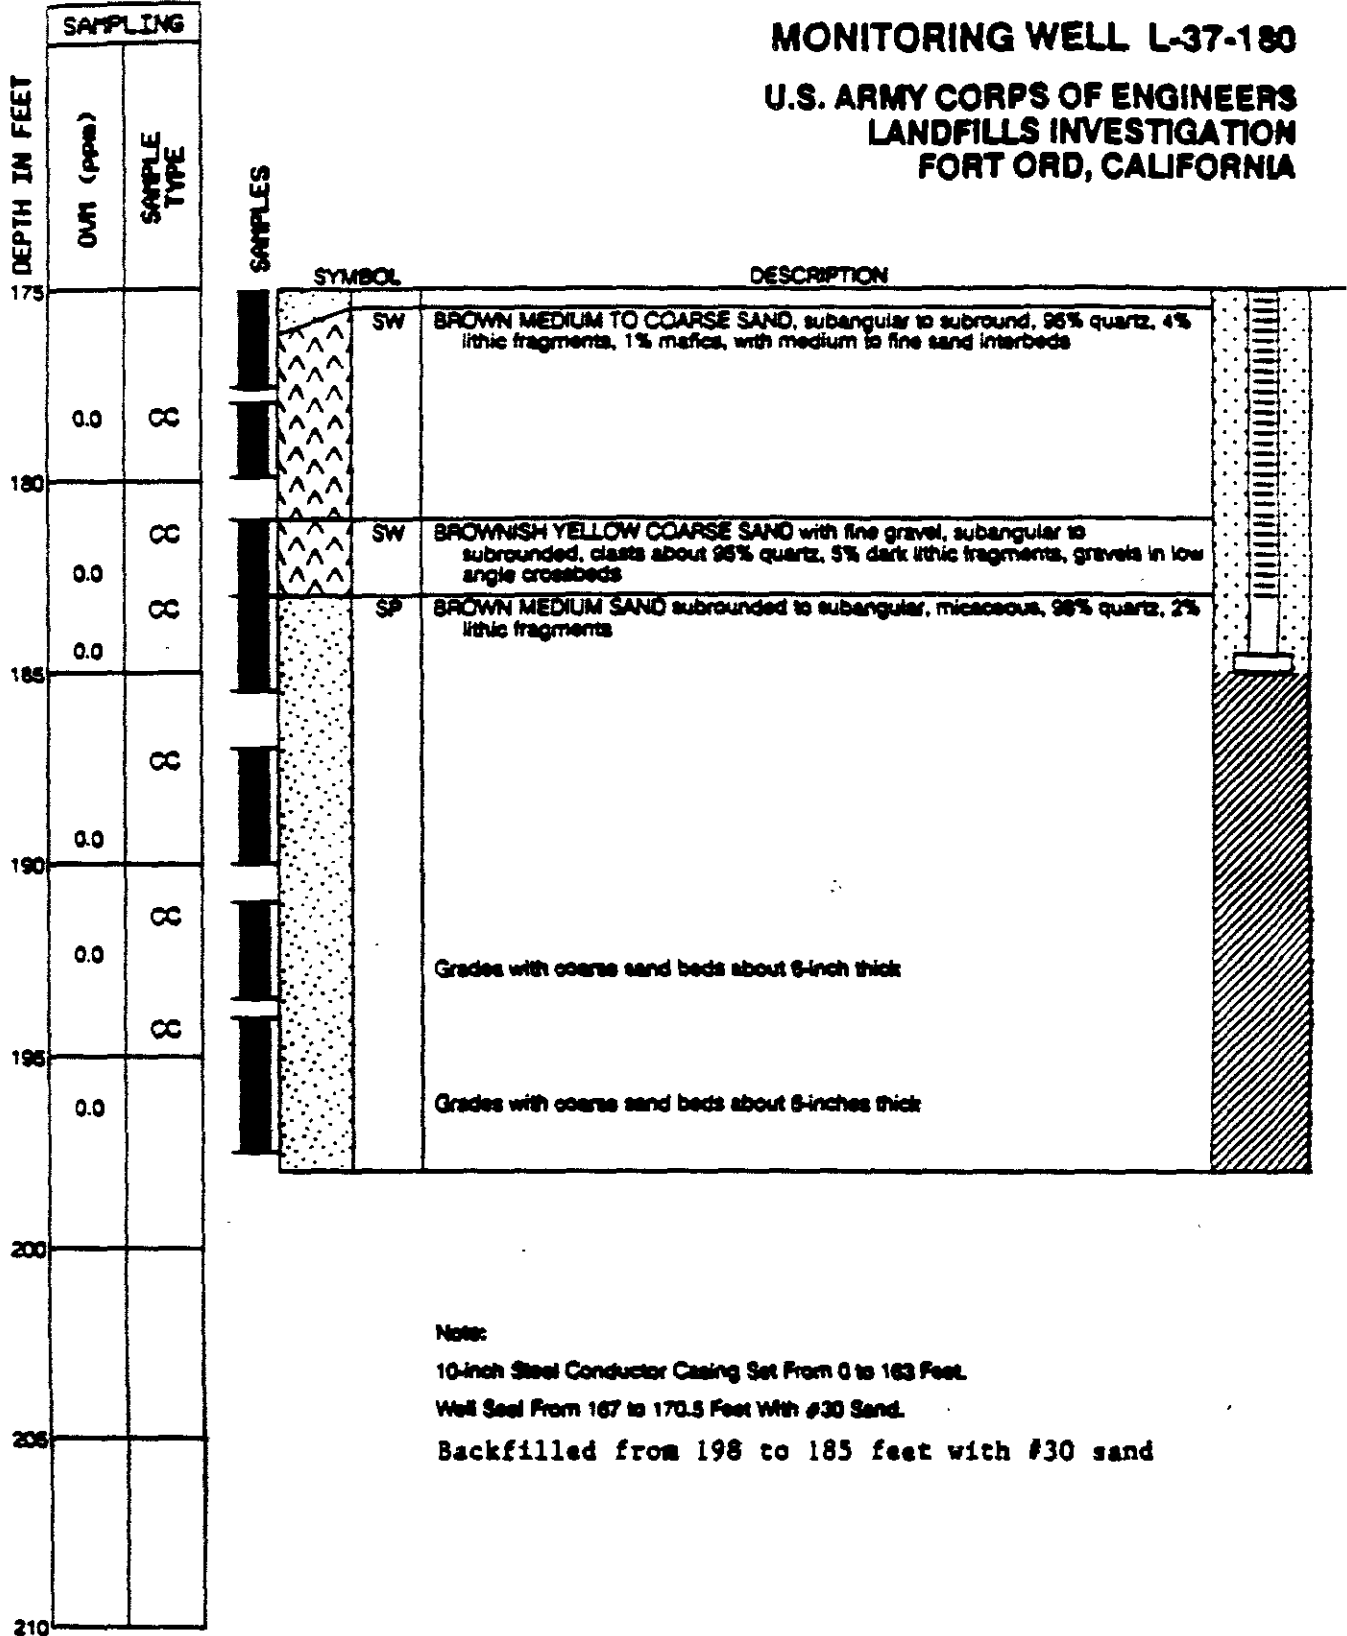 SAMPLING
MONITORING WELL L-37-180
U.S. ARMY CORPS OF ENGINEERS
LANDFILLS INVESTIGATION
FORT ORD, CALIFORNIA
DEPTH IN FEET
OVM (ppm)
SAMPLE TYPE
SAMPLES
SYMBOL DESCRIPTION
175
SW BROWN MEDIUM TO COARSE SAND, subangular to subround, 95% quartz, 4%
lithic fragments, 1% mafics, with medium to fine sand interbeds
0.0 CC
180
CC SW BROWNISH YELLOW COARSE SAND with fine gravel, subangular to
subrounded, clasts about 95% quartz, 5% dark lithic fragments, gravels in low
0.0 angle crossbeds
CC SP BROWN MEDIUM SAND subrounded to subangular, micaceous, 98% quartz, 2%
lithic fragments
0.0
185
CC
0.0
190
CC
0.0 Grades with coarse sand beds about 6-inch thick
CC
195
0.0 Grades with coarse sand beds about 6-inches thick
200
Note:
10-inch Steel Conductor Casing Set From 0 to 163 Feet.
Well Seal From 167 to 170.5 Feet With #30 Sand.
205
Backfilled from 198 to 185 feet with #30 sand
210